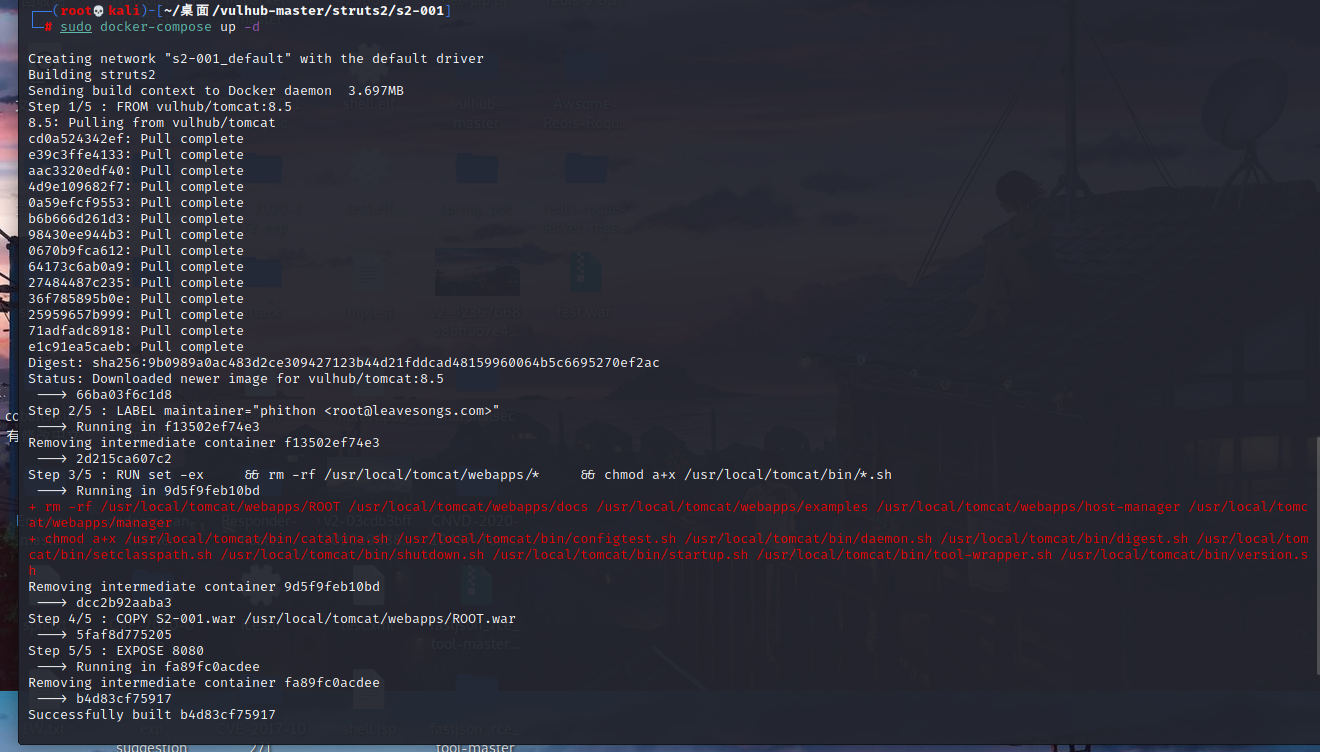 (root💀kali)-[~/桌面/vulhub-master/struts2/s2-001]
# sudo docker-compose up -d
Creating network "s2-001_default" with the default driver
Building struts2
Sending build context to Docker daemon  3.697MB
Step 1/5 : FROM vulhub/tomcat:8.5
8.5: Pulling from vulhub/tomcat
cd0a524342ef: Pull complete
e39c3ffe4133: Pull complete
aac3320edf40: Pull complete
4d9e109682f7: Pull complete
0a59efcf9553: Pull complete
b6b666d261d3: Pull complete
98430ee944b3: Pull complete
0670b9fca612: Pull complete
64173c6ab0a9: Pull complete
27484487c235: Pull complete
36f785895b0e: Pull complete
25959657b999: Pull complete
71adfadc8918: Pull complete
e1c91ea5caeb: Pull complete
Digest: sha256:9b0989a0ac483d2ce309427123b44d21fddcad48159960064b5c6695270ef2ac
Status: Downloaded newer image for vulhub/tomcat:8.5
---> 66ba03f6c1d8
Step 2/5 : LABEL maintainer="phithon <root@leavesongs.com>"
---> Running in f13502ef74e3
Removing intermediate container f13502ef74e3
---> 2d215ca607c2
Step 3/5 : RUN set -ex     && rm -rf /usr/local/tomcat/webapps/*     && chmod a+x /usr/local/tomcat/bin/*.sh
---> Running in 9d5f9feb10bd
+ rm -rf /usr/local/tomcat/webapps/ROOT /usr/local/tomcat/webapps/docs /usr/local/tomcat/webapps/examples /usr/local/tomcat/webapps/host-manager /usr/local/tomc
at/webapps/manager
+ chmod a+x /usr/local/tomcat/bin/catalina.sh /usr/local/tomcat/bin/configtest.sh /usr/local/tomcat/bin/daemon.sh /usr/local/tomcat/bin/digest.sh /usr/local/tom
cat/bin/setclasspath.sh /usr/local/tomcat/bin/shutdown.sh /usr/local/tomcat/bin/startup.sh /usr/local/tomcat/bin/tool-wrapper.sh /usr/local/tomcat/bin/version.s
h
Removing intermediate container 9d5f9feb10bd
---> dcc2b92aaba3
Step 4/5 : COPY S2-001.war /usr/local/tomcat/webapps/ROOT.war
---> 5faf8d775205
Step 5/5 : EXPOSE 8080
---> Running in fa89fc0acdee
Removing intermediate container fa89fc0acdee
---> b4d83cf75917
Successfully built b4d83cf75917
suggestion
tool-master